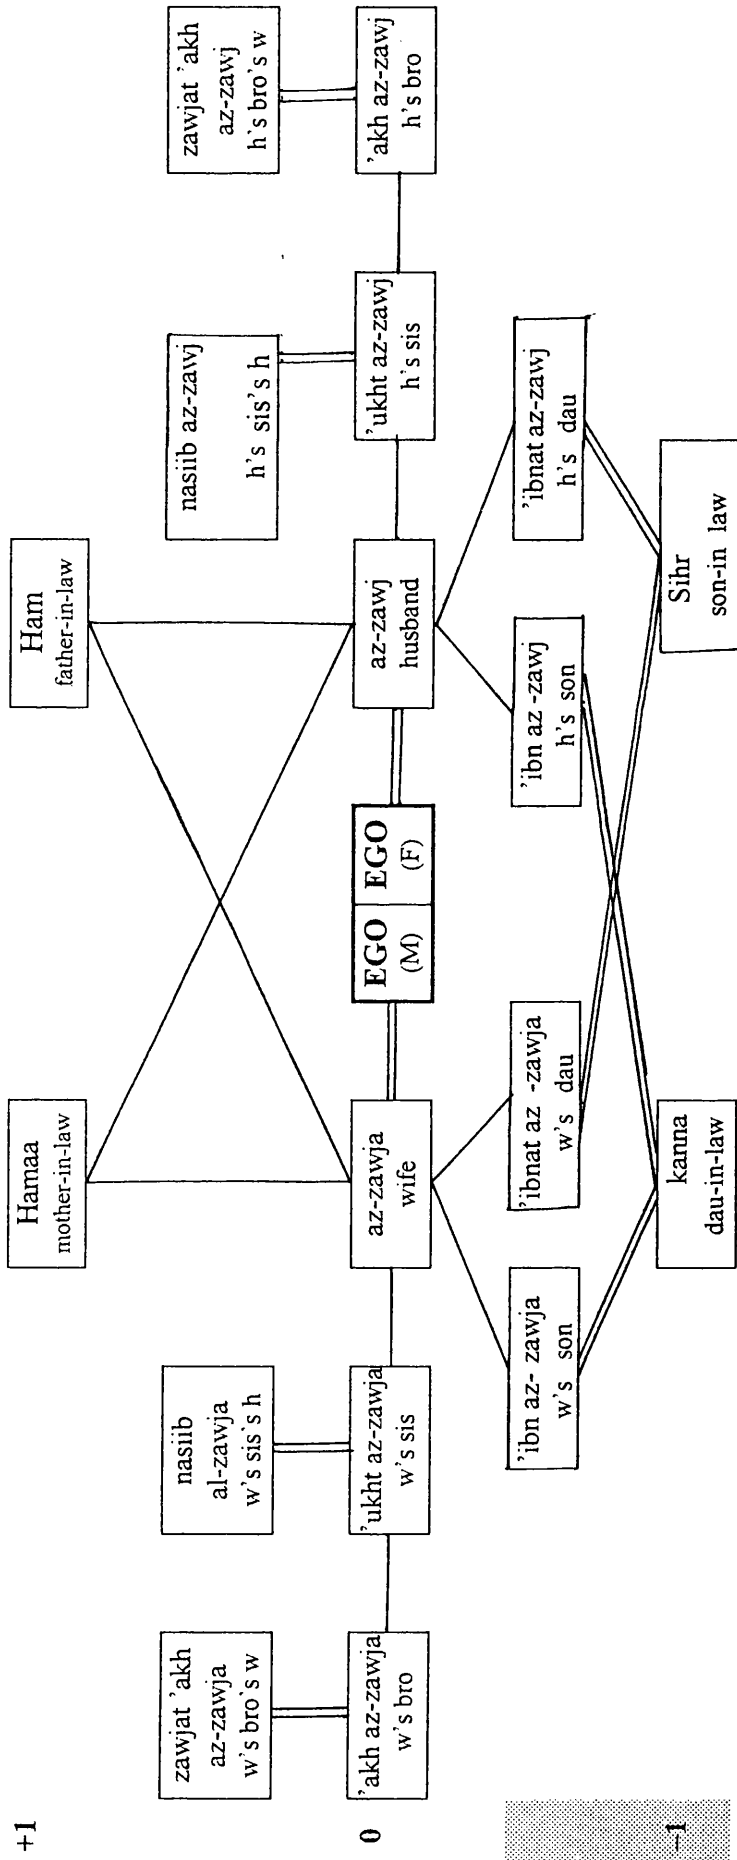 +1
Hamaa
mother-in-law
Ham
father-in-law
zawjat 'akh
az-zawja
w's bro's w
nasiib
al-zawja
w's sis's h
nasiib az-zawj
h's sis's h
zawjat 'akh
az-zawj
h's bro's w
0
'akh az-zawja
w's bro
'ukht az-zawja
w's sis
az-zawja
wife
EGO
(M)
EGO
(F)
az-zawj
husband
'ukht az-zawj
h's sis
'akh az-zawj
h's bro
'ibn az- zawja
w's son
'ibnat az -zawja
w's dau
'ibn az -zawj
h's son
'ibnat az-zawj
h's dau
-1
kanna
dau-in-law
Sihr
son-in law